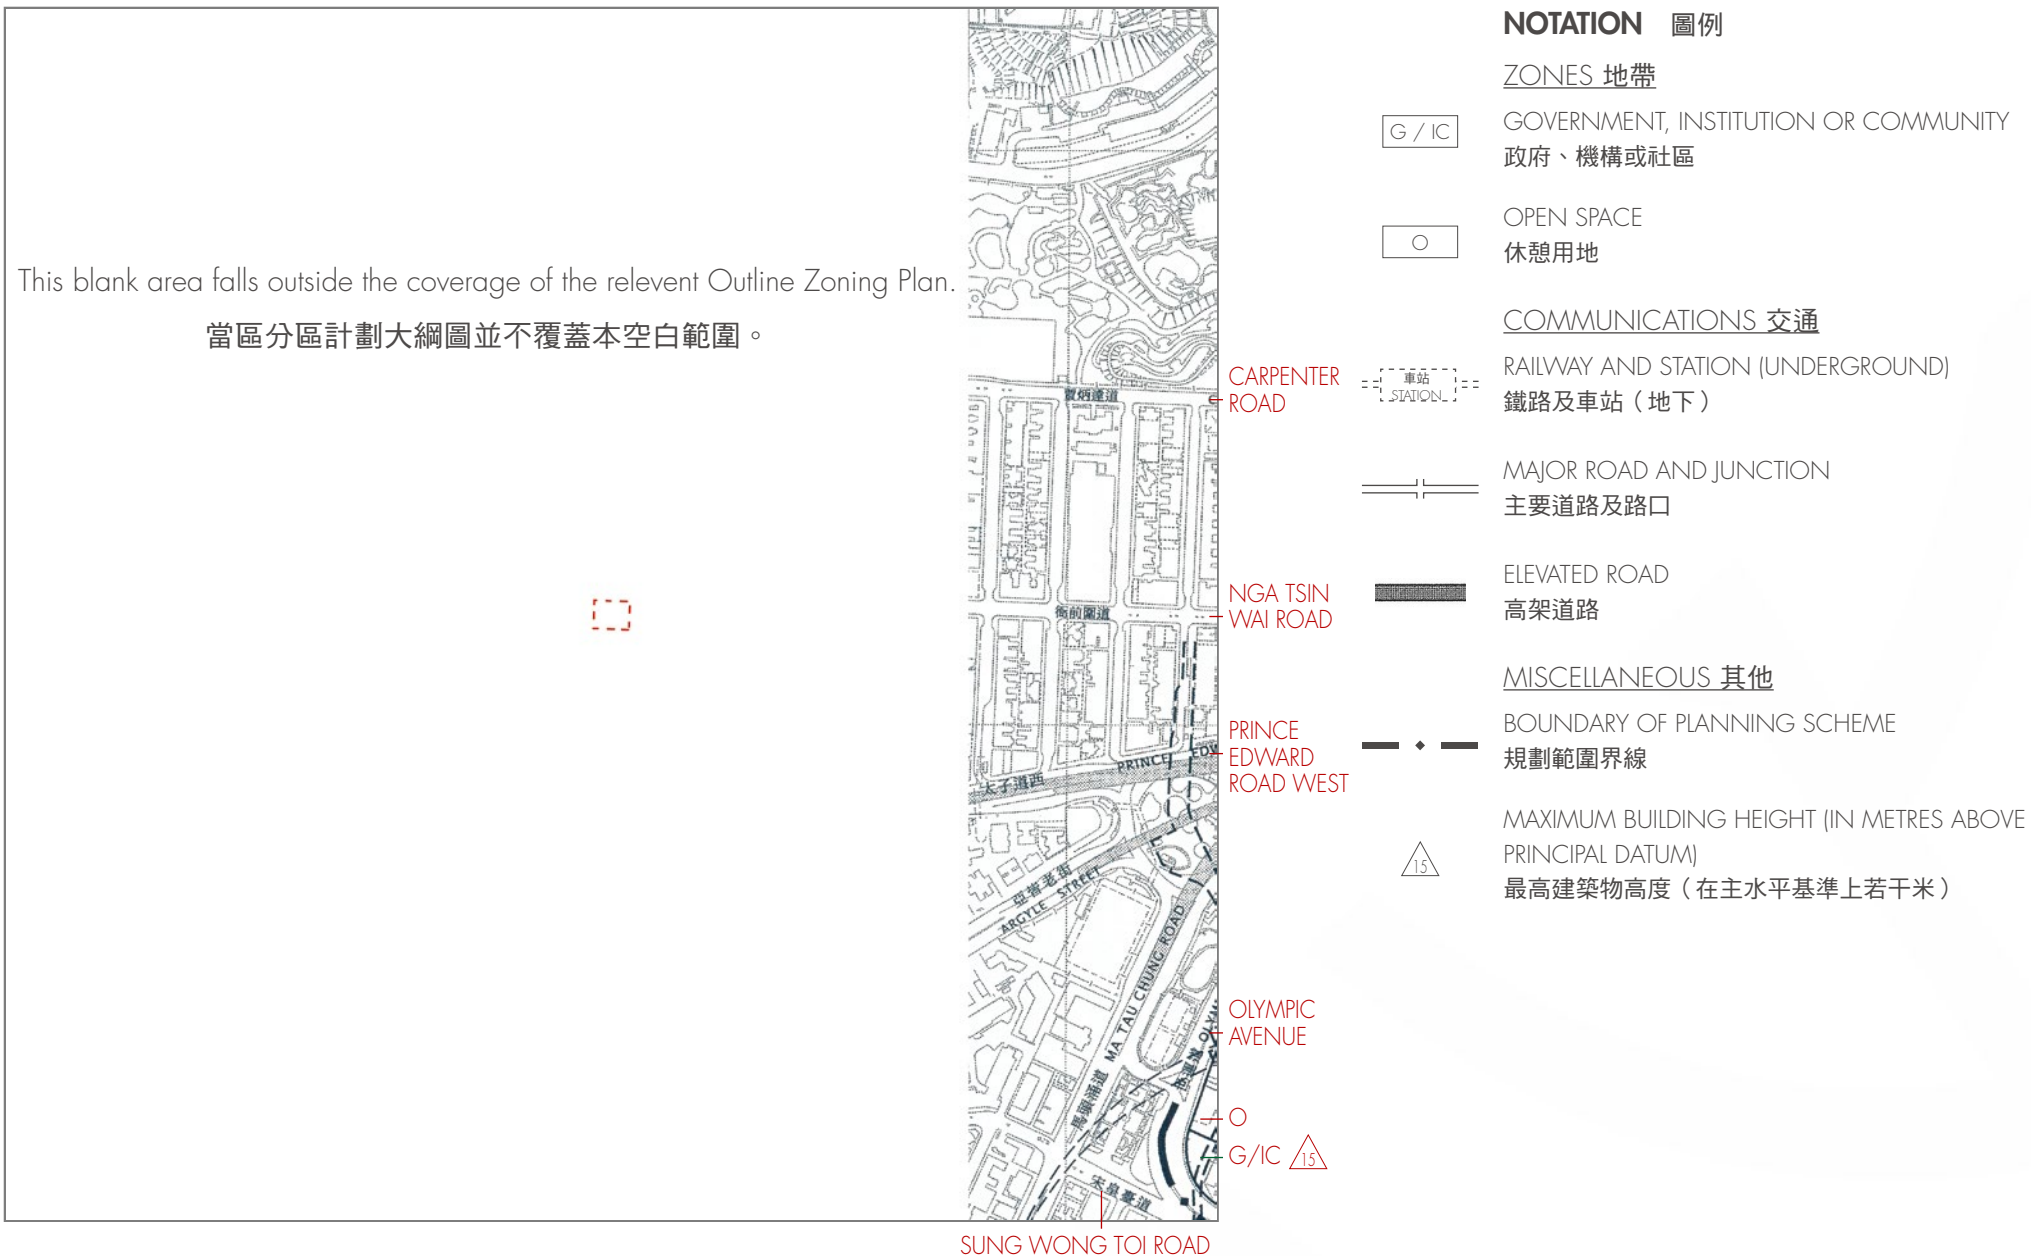 This blank area falls outside the coverage of the relevent Outline Zoning Plan.
當區分區計劃大綱圖並不覆蓋本空白範圍。
賈炳達道
衙前圍道
太子道西
PRINCE EDW
亞皆老街
ARGYLE STREET
馬頭涌道 MA TAU CHUNG ROAD
世運道 OLYM
宋皇臺道
CARPENTER
ROAD
NGA TSIN
WAI ROAD
PRINCE
EDWARD
ROAD WEST
OLYMPIC
AVENUE
O
G/IC 15
SUNG WONG TOI ROAD
NOTATION 圖例
ZONES 地帶
G / IC
GOVERNMENT, INSTITUTION OR COMMUNITY
政府、機構或社區
O
OPEN SPACE
休憩用地
COMMUNICATIONS 交通
車站
STATION
RAILWAY AND STATION (UNDERGROUND)
鐵路及車站（地下）
MAJOR ROAD AND JUNCTION
主要道路及路口
ELEVATED ROAD
高架道路
MISCELLANEOUS 其他
BOUNDARY OF PLANNING SCHEME
規劃範圍界線
15
MAXIMUM BUILDING HEIGHT (IN METRES ABOVE
PRINCIPAL DATUM)
最高建築物高度（在主水平基準上若干米）